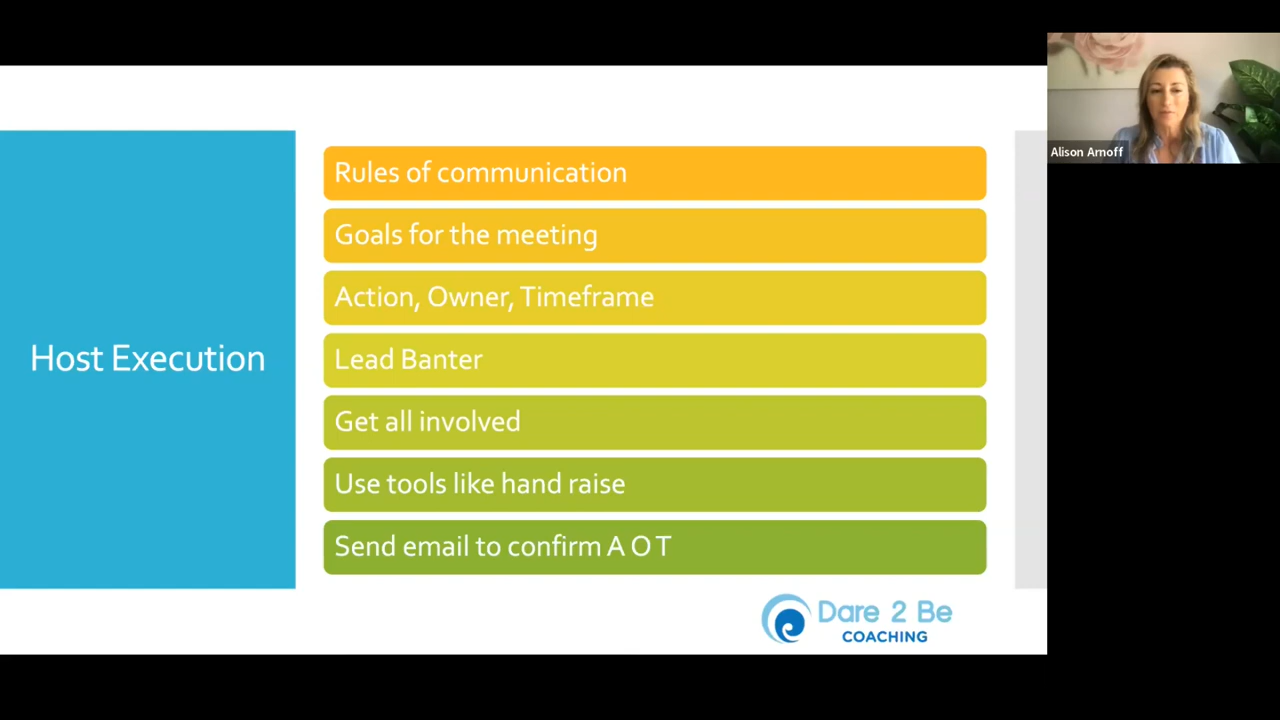 Host Execution
Rules of communication
Goals for the meeting
Action, Owner, Timeframe
Lead Banter
Get all involved
Use tools like hand raise
Send email to confirm A O T
Dare 2 Be
COACHING
Alison Arnoff